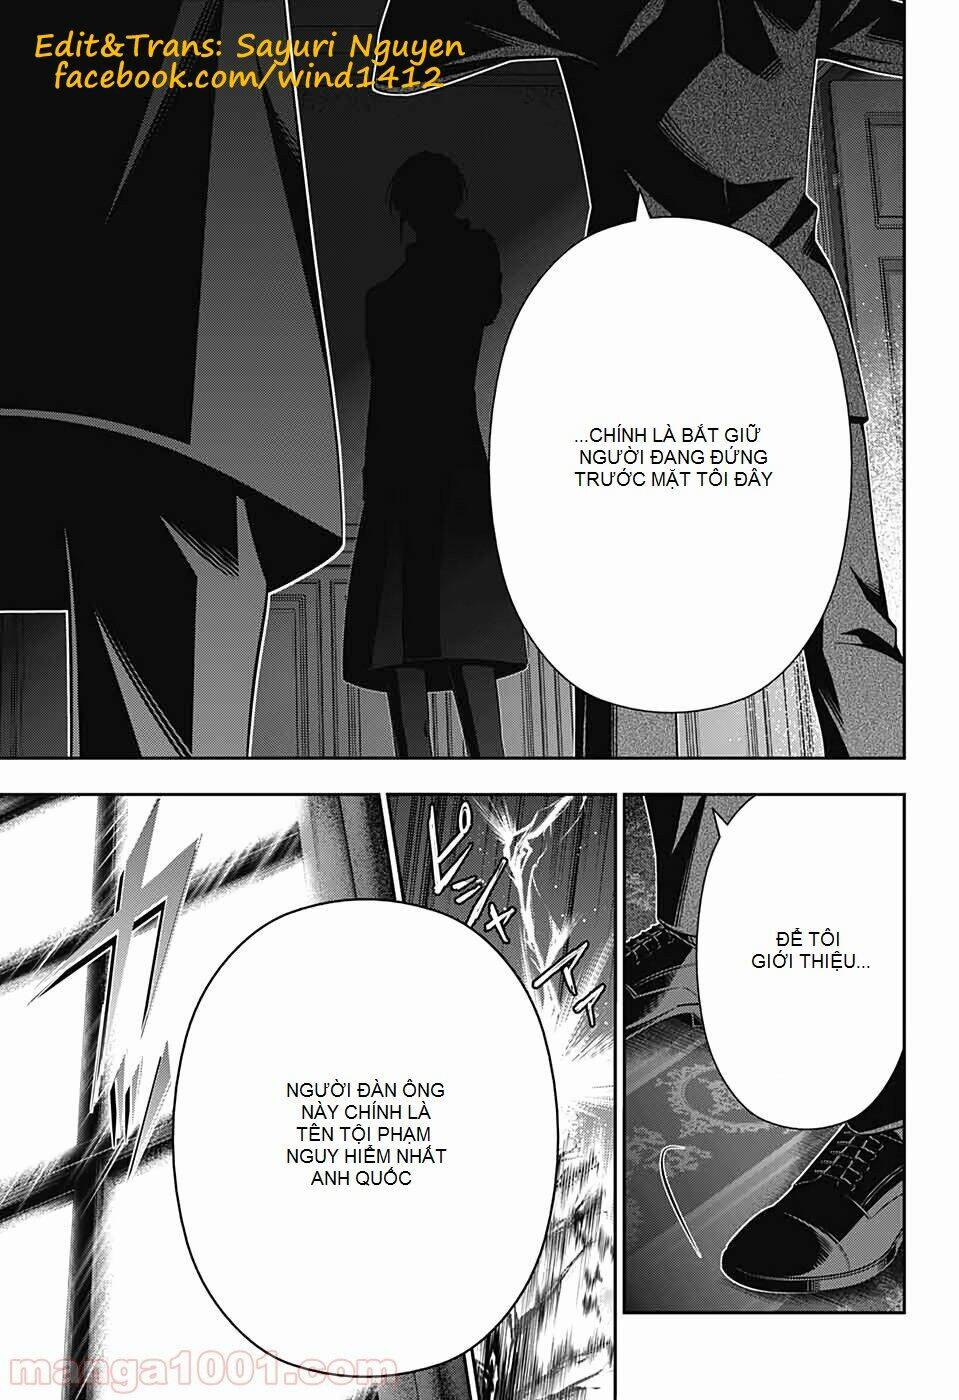 Edit&Trans: Sayuri Nguyen
facebook.com/wind1412
...CHÍNH LÀ BẮT GIỮ
NGƯỜI ĐANG ĐỨNG
TRƯỚC MẶT TÔI ĐÂY
ĐỂ TÔI
GIỚI THIỆU...
NGƯỜI ĐÀN ÔNG
NÀY CHÍNH LÀ
TÊN TỘI PHẠM
NGUY HIỂM NHẤT
ANH QUỐC
manga1001.com